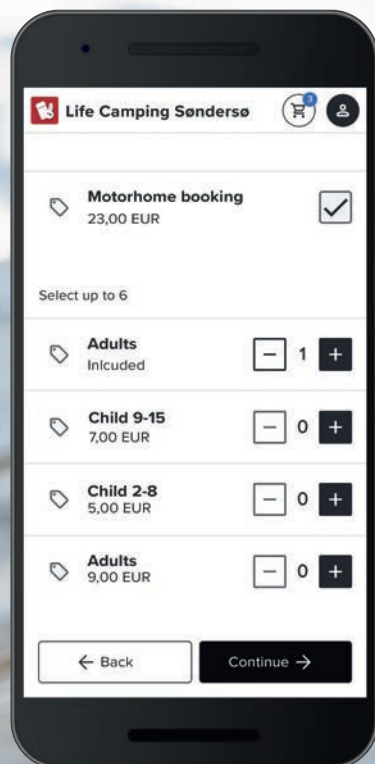 Life Camping Søndersø
3
Motorhome booking
23,00 EUR
Select up to 6
Adults
Inlcuded
1
Child 9-15
7,00 EUR
0
Child 2-8
5,00 EUR
0
Adults
9,00 EUR
0
← Back
Continue →